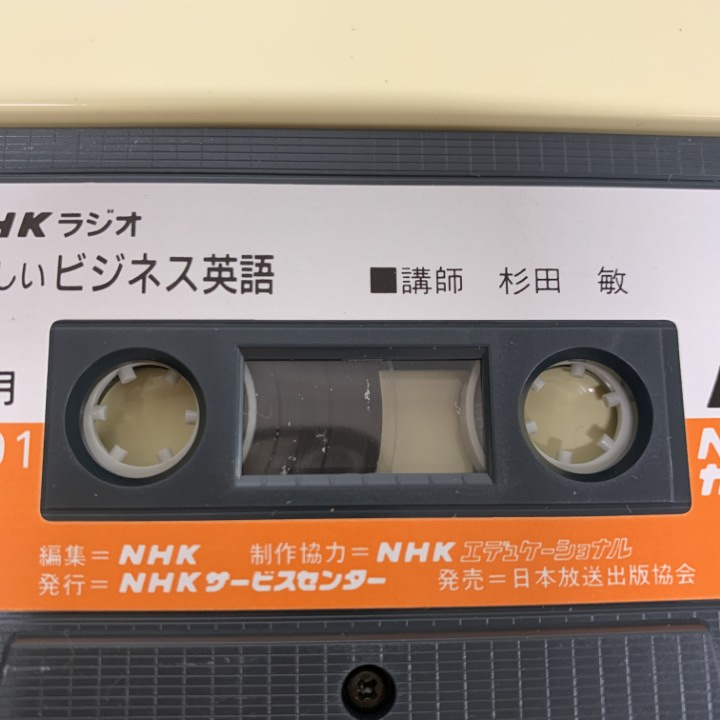 NHKラジオ
しいビジネス英語
■講師 杉田 敏
月
01
編集=NHK 制作協力=NHKエデュケーショナル
発行=NHKサービスセンター 発売=日本放送出版協会